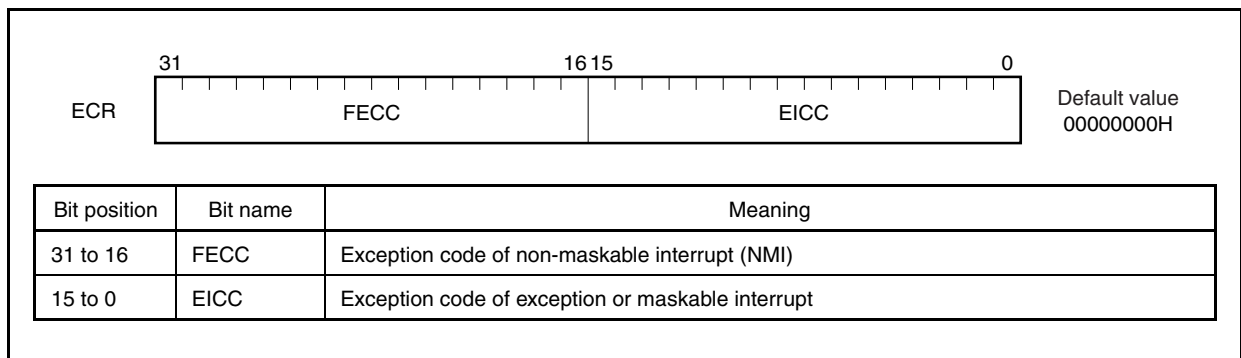 31 16 15 0
ECR FECC EICC Default value
00000000H
Bit position Bit name Meaning
31 to 16 FECC Exception code of non-maskable interrupt (NMI)
15 to 0 EICC Exception code of exception or maskable interrupt